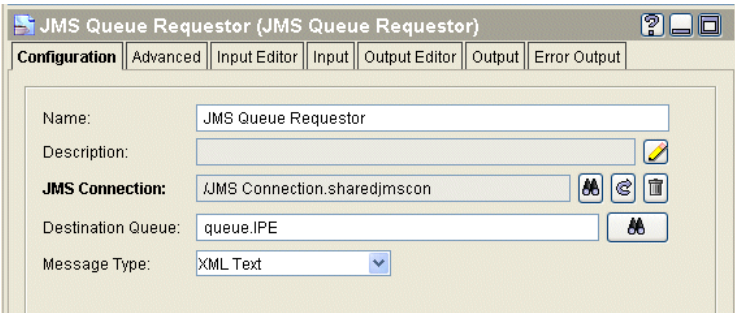 JMS Queue Requestor (JMS Queue Requestor)
?
Configuration Advanced Input Editor Input Output Editor Output Error Output
Name: JMS Queue Requestor
Description:
JMS Connection: /JMS Connection.sharedjmscon
Destination Queue: queue.IPE
Message Type: XML Text